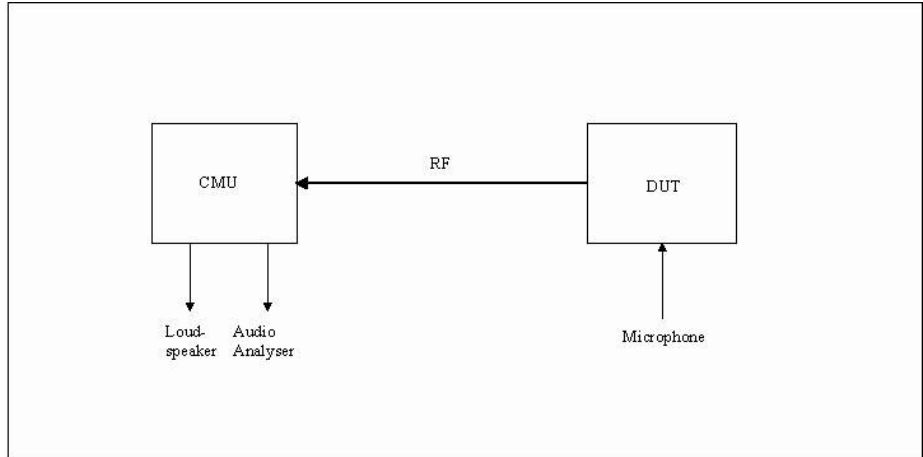 RF
CMU
DUT
Loud-
speaker
Audio
Analyser
Microphone